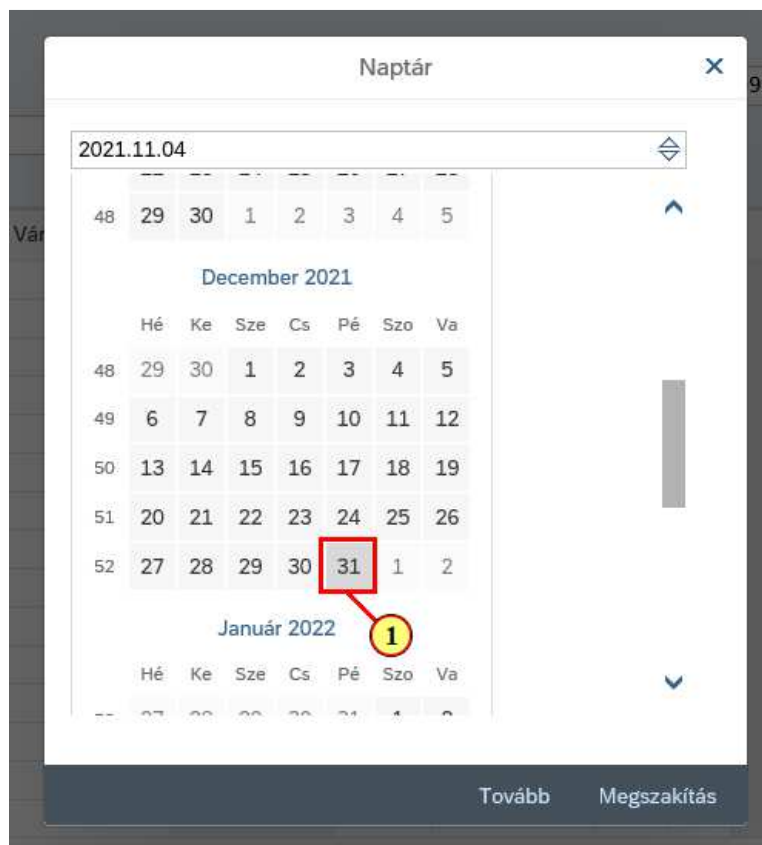 Naptár
9
2021.11.04
Vár
48 29 30 1 2 3 4 5
December 2021
Hé Ke Sze Cs Pé Szo Va
48 29 30 1 2 3 4 5
49 6 7 8 9 10 11 12
50 13 14 15 16 17 18 19
51 20 21 22 23 24 25 26
52 27 28 29 30 31 1 2
Január 2022
1
Hé Ke Sze Cs Pé Szo Va
Tovább Megszakítás